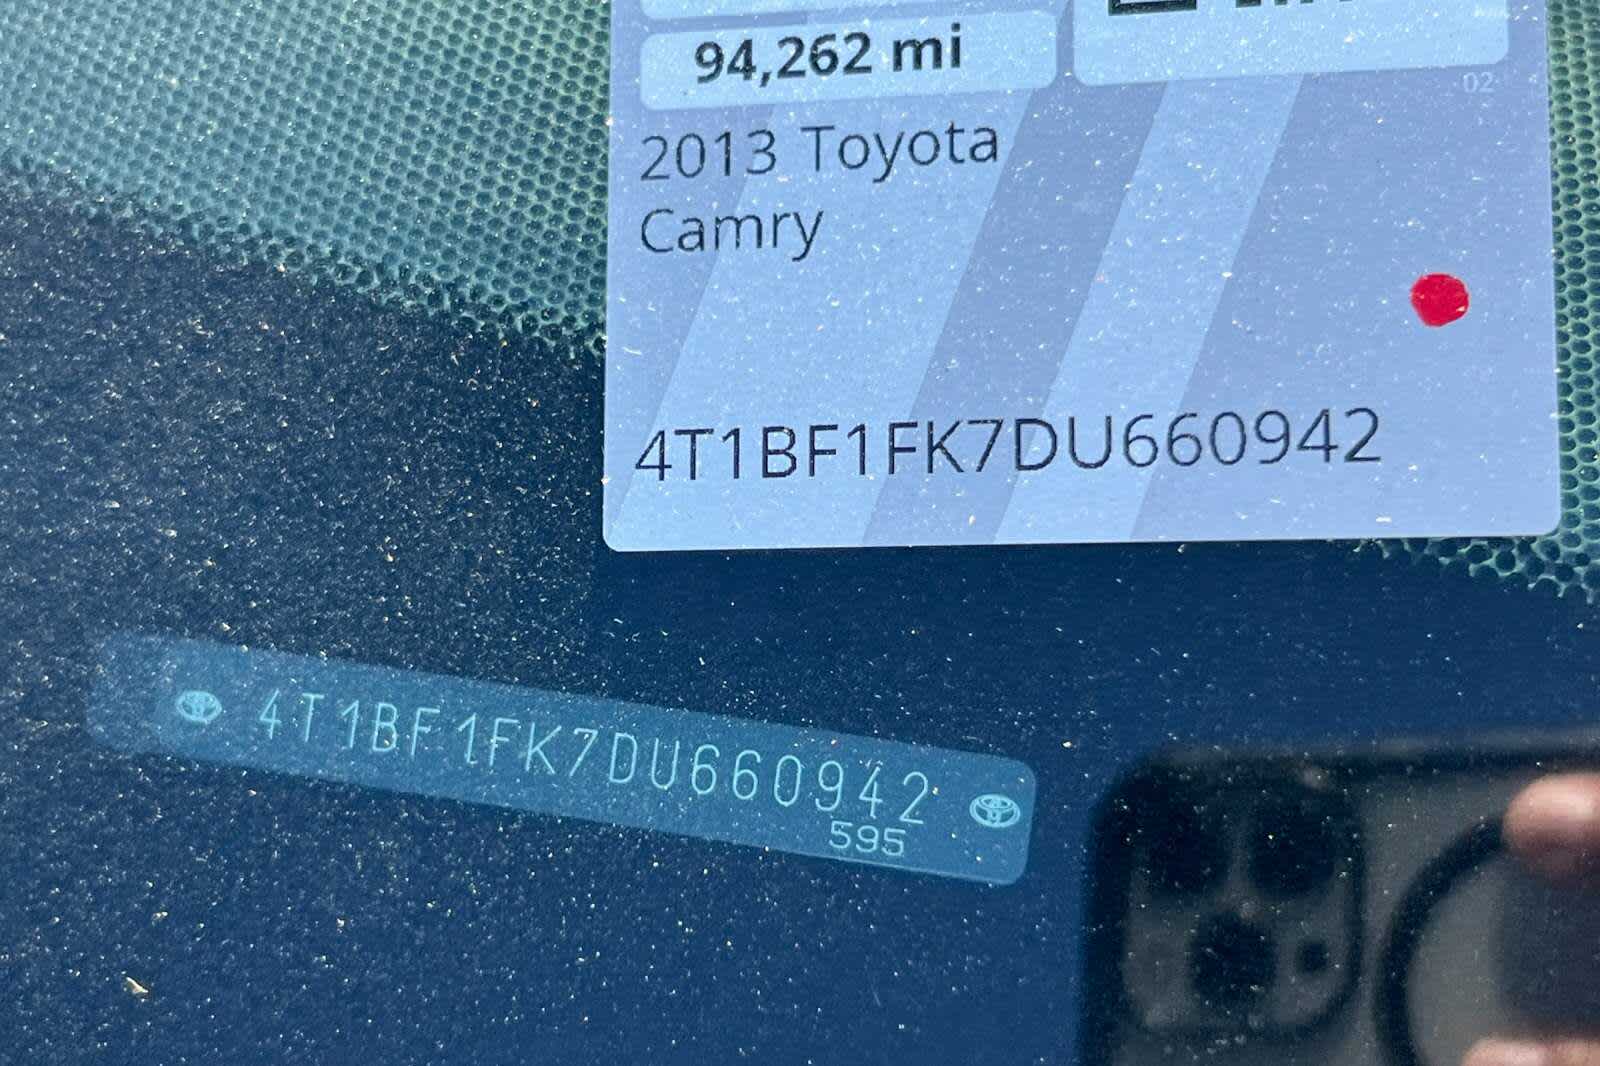 94,262 mi
02
2013 Toyota
Camry
4T1BF1FK7DU660942
4T1BF1FK7DU660942
595